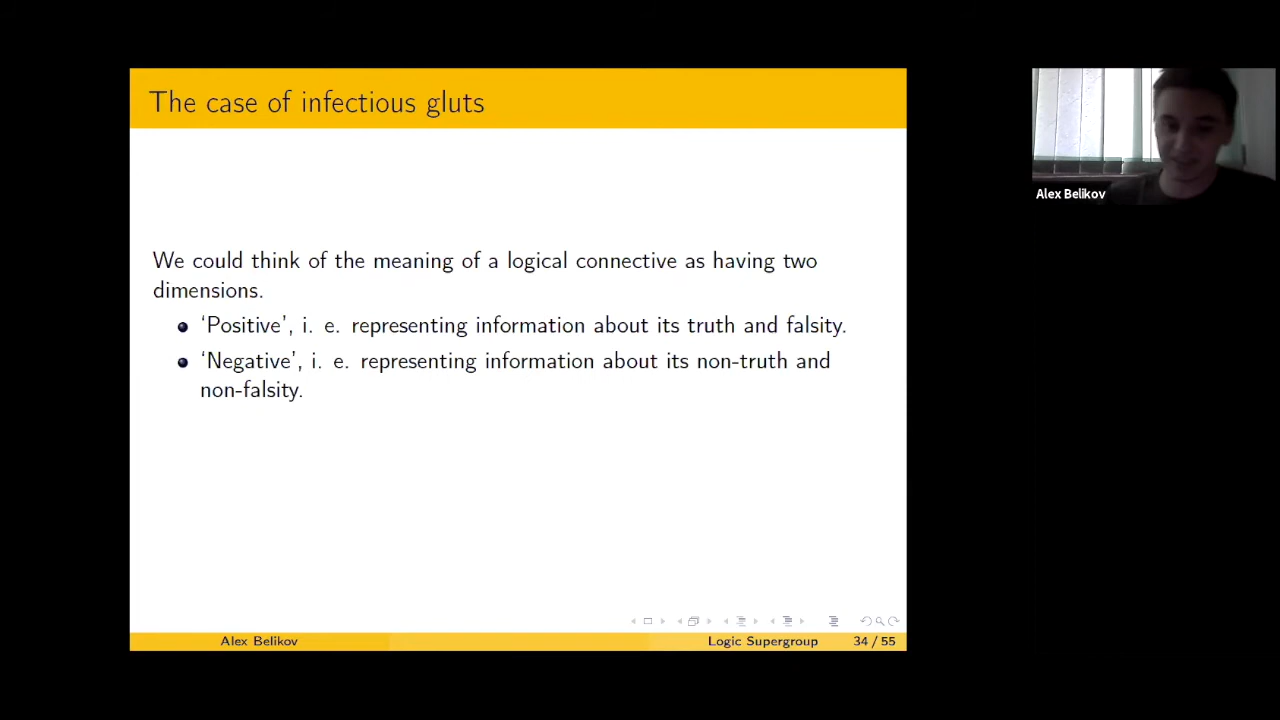 The case of infectious gluts
Alex Belikov
We could think of the meaning of a logical connective as having two
dimensions.
‘Positive’, i. e. representing information about its truth and falsity.
‘Negative’, i. e. representing information about its non-truth and
non-falsity.
Alex Belikov
Logic Supergroup
34 / 55